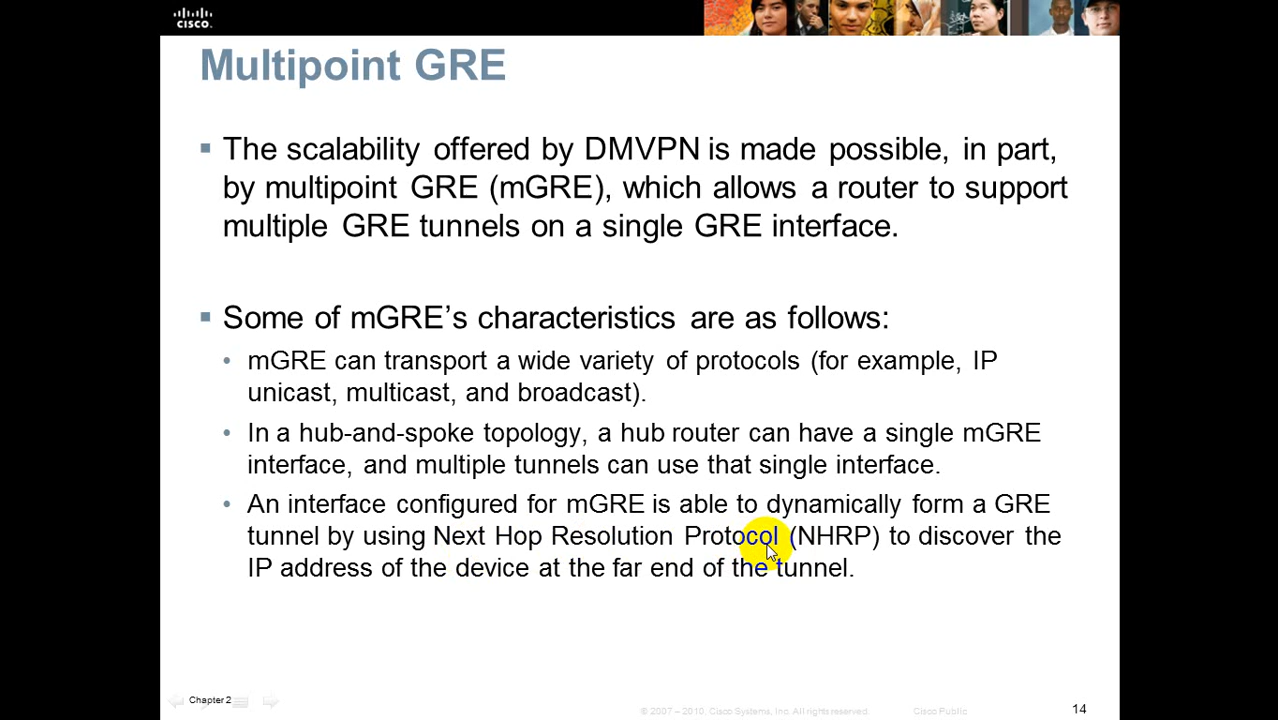 CISCO
Multipoint GRE
▪ The scalability offered by DMVPN is made possible, in part,
by multipoint GRE (mGRE), which allows a router to support
multiple GRE tunnels on a single GRE interface.
▪ Some of mGRE’s characteristics are as follows:
• mGRE can transport a wide variety of protocols (for example, IP
unicast, multicast, and broadcast).
• In a hub-and-spoke topology, a hub router can have a single mGRE
interface, and multiple tunnels can use that single interface.
• An interface configured for mGRE is able to dynamically form a GRE
tunnel by using Next Hop Resolution Protocol (NHRP) to discover the
IP address of the device at the far end of the tunnel.
Chapter 2
© 2007 – 2010, Cisco Systems, Inc. All rights reserved.
Cisco Public
14